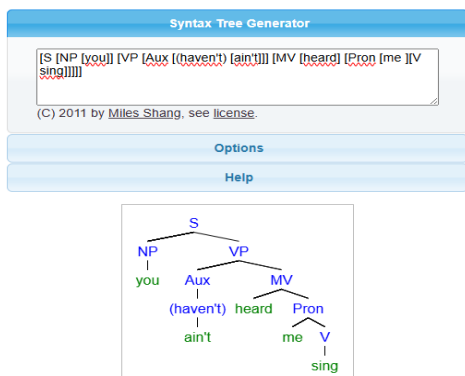 Syntax Tree Generator
[S [NP [you]] [VP [Aux [(haven't) [ain't]]] [MV [heard] [Pron [me ][V
sing]]]]]
(C) 2011 by Miles Shang, see license.
Options
Help
S
NP VP
you Aux MV
(haven't) heard Pron
ain't me V
sing